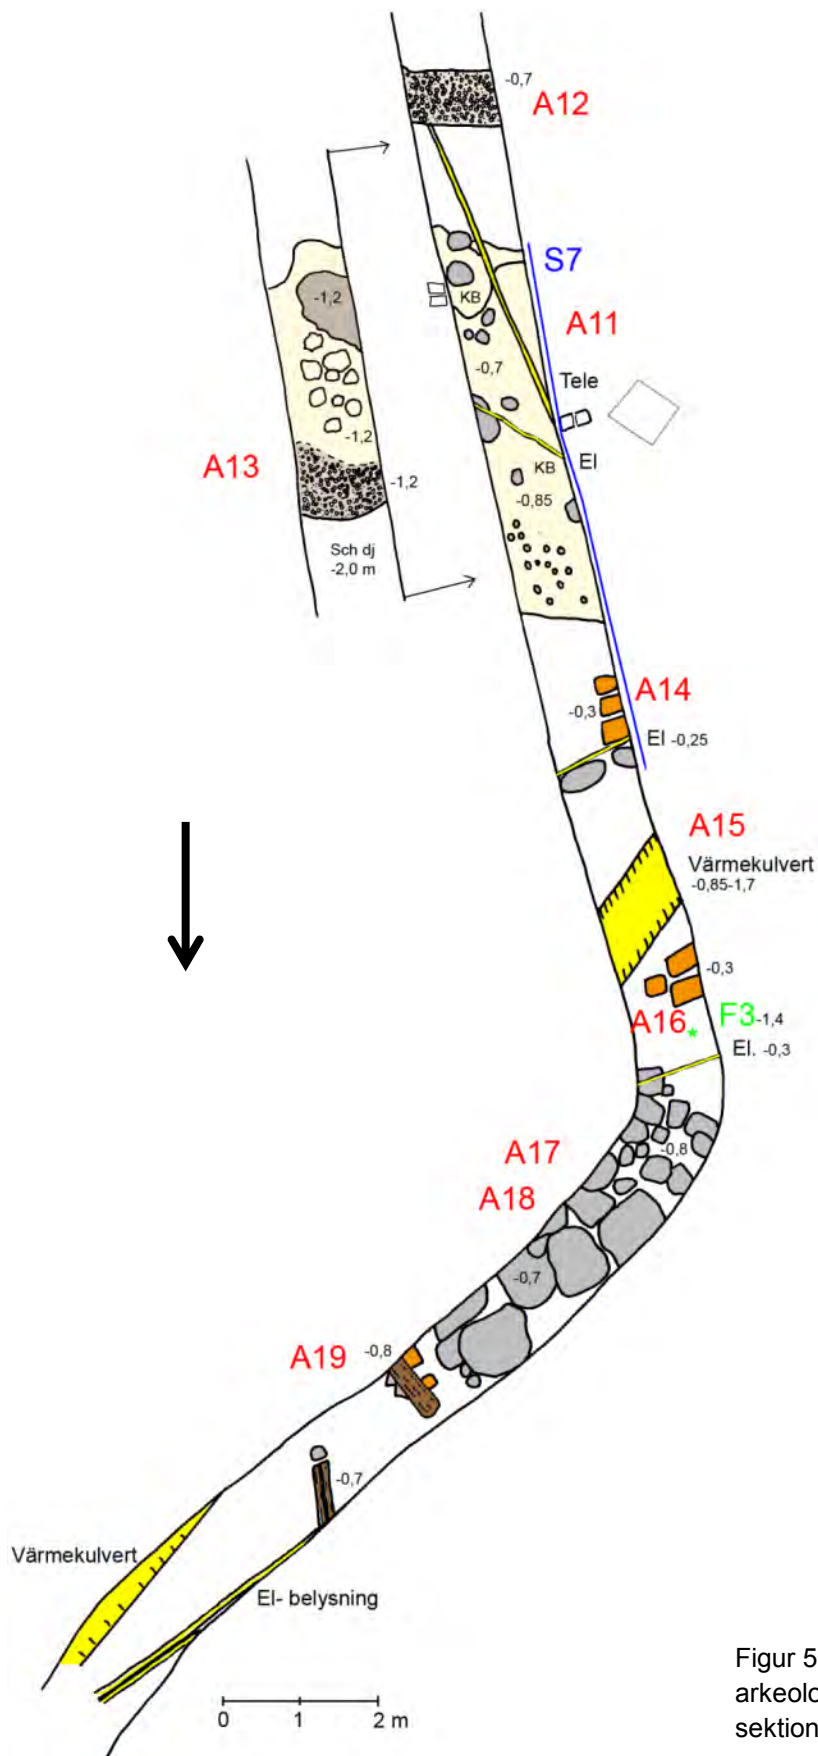 -0,7
A12
S7
-1,2
KB
A11
-0,7
Tele
-1,2
A13
KB
El
-1,2
-0,85
Sch dj
-2,0 m
A14
-0,3
El -0,25
A15
Värmekulvert
-0,85-1,7
-0,3
A16*
F3 -1,4
El. -0,3
-0,8
A17
A18
-0,7
A19
-0,8
-0,7
Värmekulvert
El- belysning
0 1 2 m
Figur 5
arkeolo
sektion